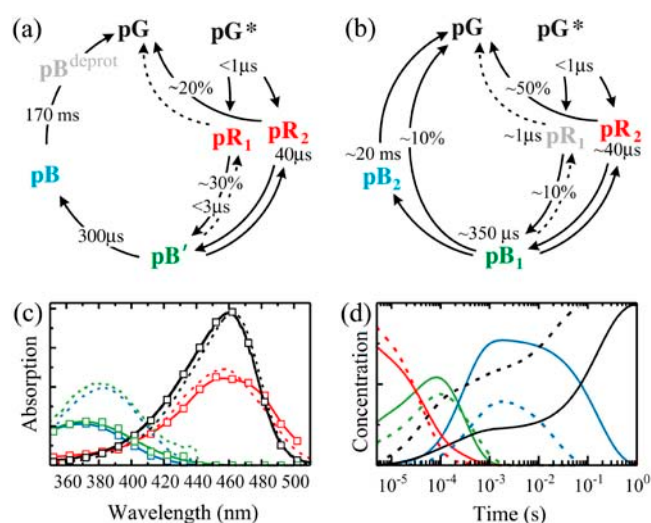 (a) pG pG* (b) pG pG*
pB^deprot <1μs <1μs
~20% ~50%
170 ms pR₁ pR₂ ~10% ~1μs pR₁ pR₂
~20 ms ~40μs
pB ~30% 40μs pB₂ ~10%
<3μs
300μs ~350 μs
pB′ pB₁
(c) (d)
Absorption Concentration
360 380 400 420 440 460 480 500 10⁻⁵ 10⁻⁴ 10⁻³ 10⁻² 10⁻¹ 10⁰
Wavelength (nm) Time (s)